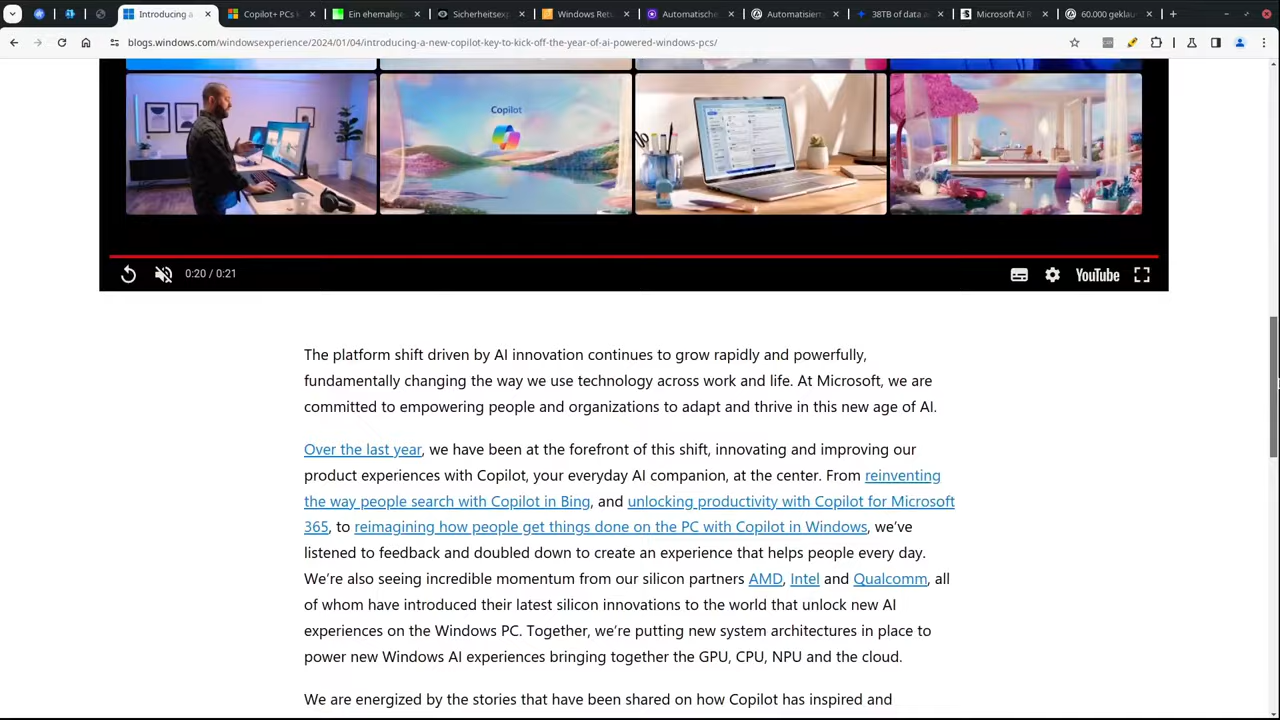 Introducing a
Copilot+ PCs
Ein ehemalige
Sicherheitsexp
Windows Retu
Automatisie
Automatisie
38TB of data a
Microsoft AI R
60.000 geklau
blogs.windows.com/windowsexperience/2024/01/04/introducing-a-new-copilot-key-to-kick-off-the-year-of-ai-powered-windows-pcs/
Copilot
0:20 / 0:21
YouTube
The platform shift driven by AI innovation continues to grow rapidly and powerfully,
fundamentally changing the way we use technology across work and life. At Microsoft, we are
committed to empowering people and organizations to adapt and thrive in this new age of AI.
Over the last year, we have been at the forefront of this shift, innovating and improving our
product experiences with Copilot, your everyday AI companion, at the center. From reinventing
the way people search with Copilot in Bing, and unlocking productivity with Copilot for Microsoft
365, to reimagining how people get things done on the PC with Copilot in Windows, we’ve
listened to feedback and doubled down to create an experience that helps people every day.
We’re also seeing incredible momentum from our silicon partners AMD, Intel and Qualcomm, all
of whom have introduced their latest silicon innovations to the world that unlock new AI
experiences on the Windows PC. Together, we’re putting new system architectures in place to
power new Windows AI experiences bringing together the GPU, CPU, NPU and the cloud.
We are energized by the stories that have been shared on how Copilot has inspired and